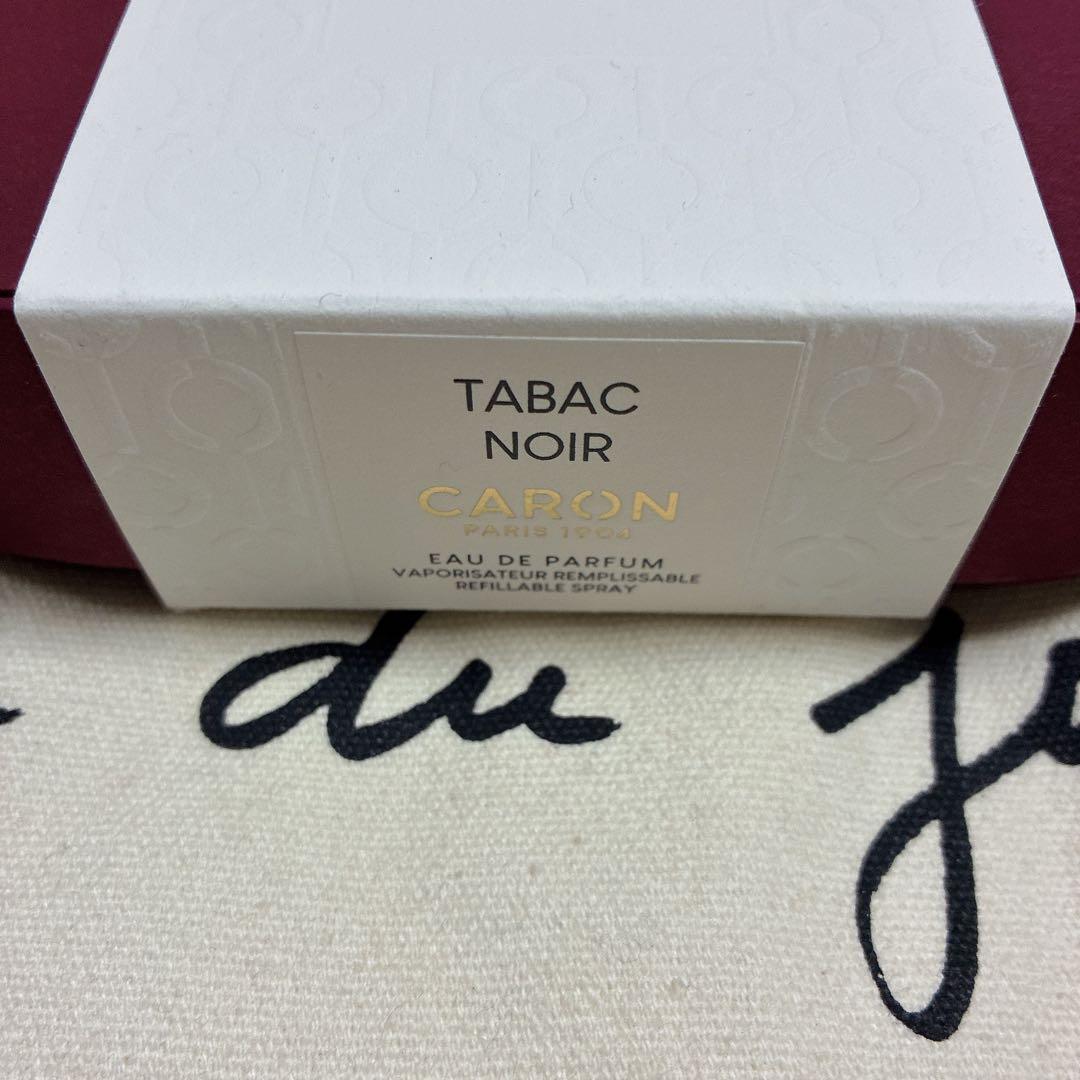 TABAC
NOIR
CARON
PARIS 1904
EAU DE PARFUM
VAPORISATEUR REMPLISSABLE
REFILLABLE SPRAY
du